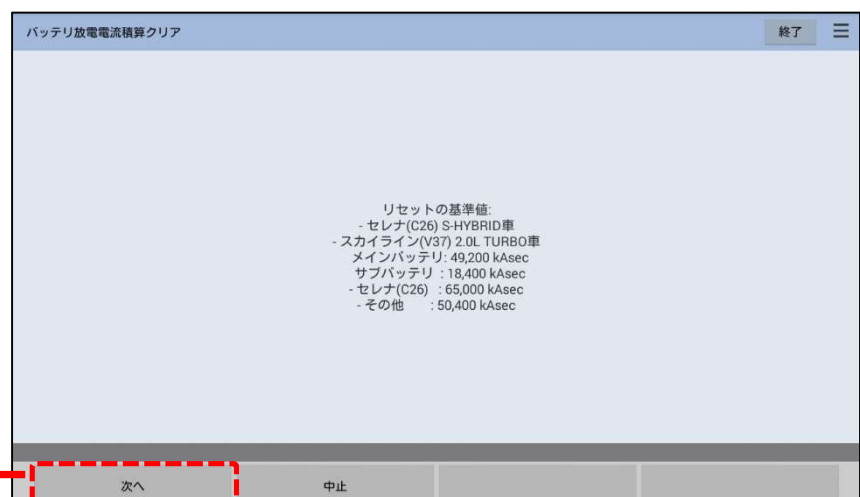 バッテリ放電電流積算クリア
終了
リセットの基準値:
- セレナ(C26) S-HYBRID車
- スカイライン(V37) 2.0L TURBO車
メインバッテリ: 49,200 kAsec
サブバッテリ : 18,400 kAsec
- セレナ(C26) : 65,000 kAsec
- その他 : 50,400 kAsec
次へ 中止